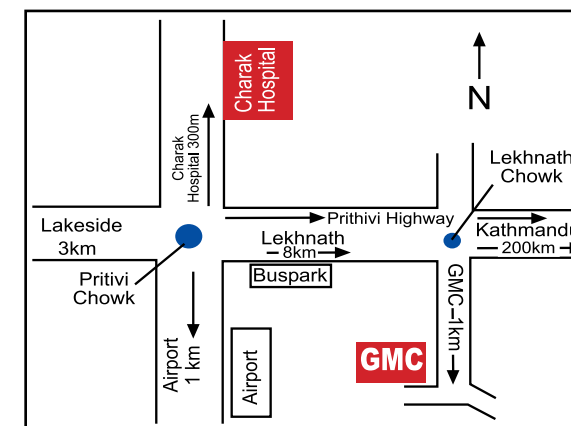 Charak
Hospital
N
Charak
Hospital 300m
Lekhnath
Chowk
Lakeside
3km
Prithivi Highway
Kathmandu
200km
Lekhnath
8km
Pritivi
Chowk
Buspark
GMC-1km
Airport
1 km
Airport
GMC